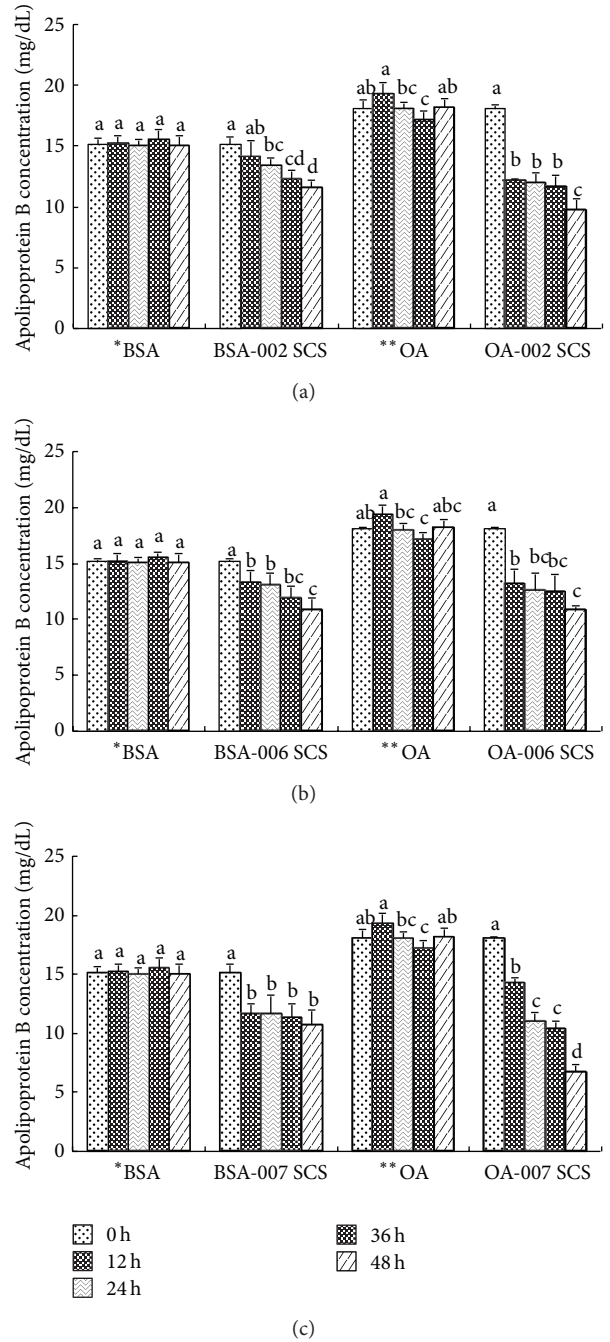 Apolipoprotein B concentration (mg/dL)
25
20
15
10
5
0
a a a a a
a ab bc cd d
ab a bc c ab
a b b b c
*BSA BSA-002 SCS **OA OA-002 SCS
(a)
Apolipoprotein B concentration (mg/dL)
25
20
15
10
5
0
a a a a a
a b b bc c
ab a bc c abc
a b bc bc c
*BSA BSA-006 SCS **OA OA-006 SCS
(b)
Apolipoprotein B concentration (mg/dL)
25
20
15
10
5
0
a a a a a
a b b b b
ab a bc c ab
a b c c d
*BSA BSA-007 SCS **OA OA-007 SCS
0 h 36 h
12 h 48 h
24 h
(c)